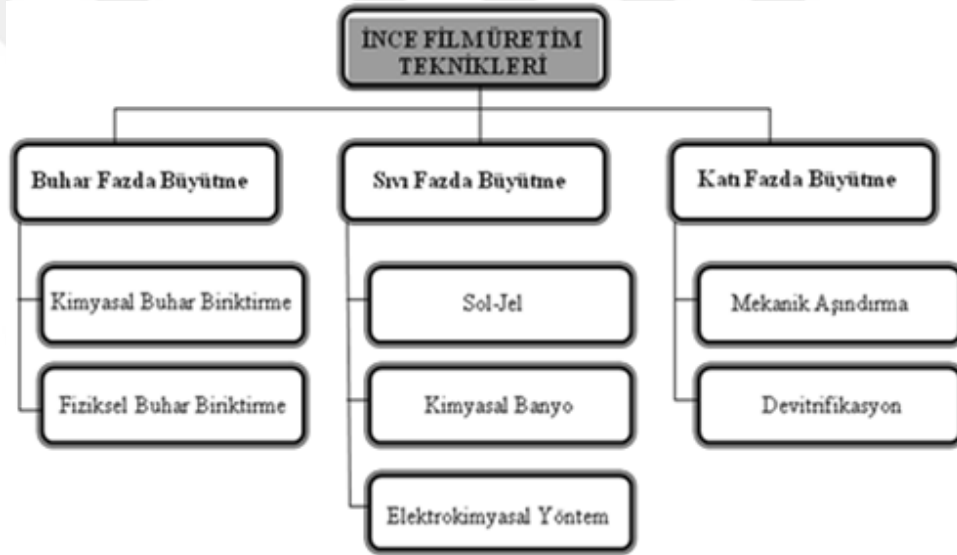 İNCE FİLM ÜRETİM
TEKNİKLERİ
Buhar Fazda Büyütme
Sıvı Fazda Büyütme
Katı Fazda Büyütme
Kimyasal Buhar Biriktirme
Sol-Jel
Mekanik Aşındırma
Fiziksel Buhar Biriktirme
Kimyasal Banyo
Devitrifikasyon
Elektrokimyasal Yöntem